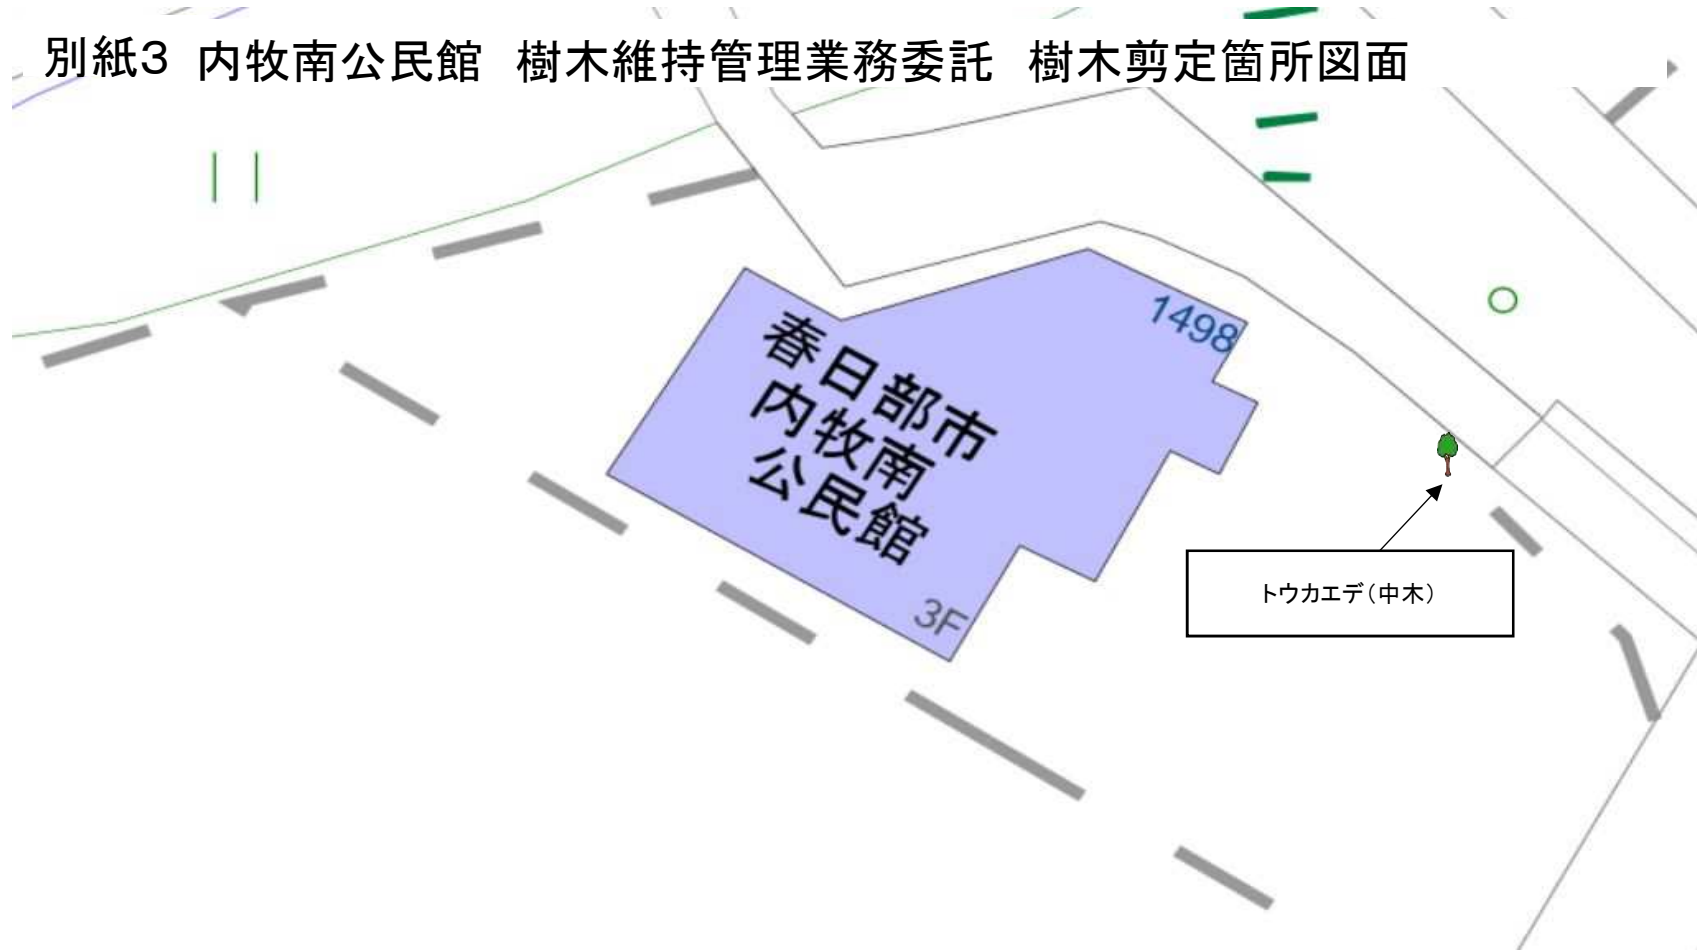 別紙3 内牧南公民館　樹木維持管理業務委託　樹木剪定箇所図面
1498
春日部市
内牧南
公民館
3F
トウカエデ（中木）